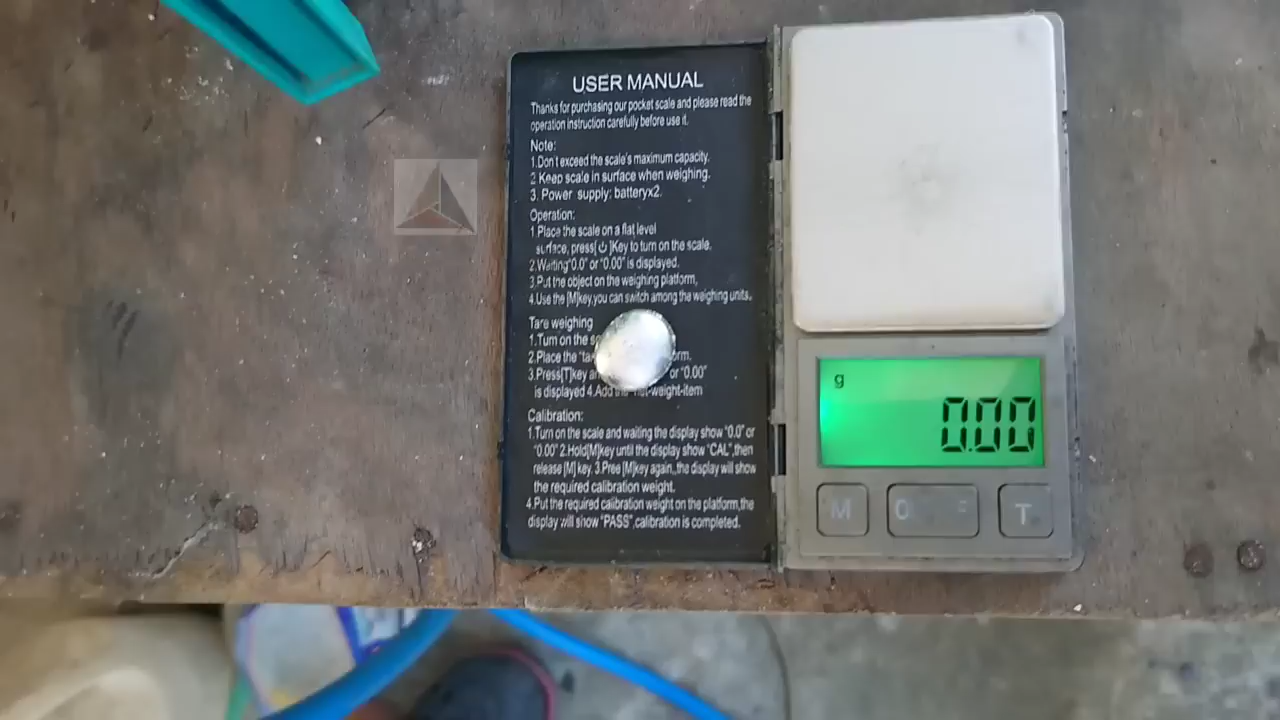 USER MANUAL
Thanks for purchasing our pocket scale and please read the
operation instruction carefully before use it.
Note:
1.Don't exceed the scale's maximum capacity.
2 Keep scale in surface when weighing.
3. Power supply: batteryx2.
Operation:
1.Place the scale on a flat level
surface, press[⏻]Key to turn on the scale.
2.Waiting"0.0" or "0.00" is displayed.
3.Put the object on the weighing platform,
4.Use the [M]key,you can switch among the weighing units.
Tare weighing
1.Turn on the
2.Place the
3.Press[T]key or "0.00"
is displayed 4.Add the -weight-item
Calibration:
1.Turn on the scale and waiting the display show "0.0" or
"0.00" 2.Hold[M]key until the display show "CAL",then
release [M] key. 3.Pree [M]key again,,the display will show
the required calibration weight.
4.Put the required calibration weight on the platform,the
display will show "PASS",calibration is completed.
g
0.00
M
T